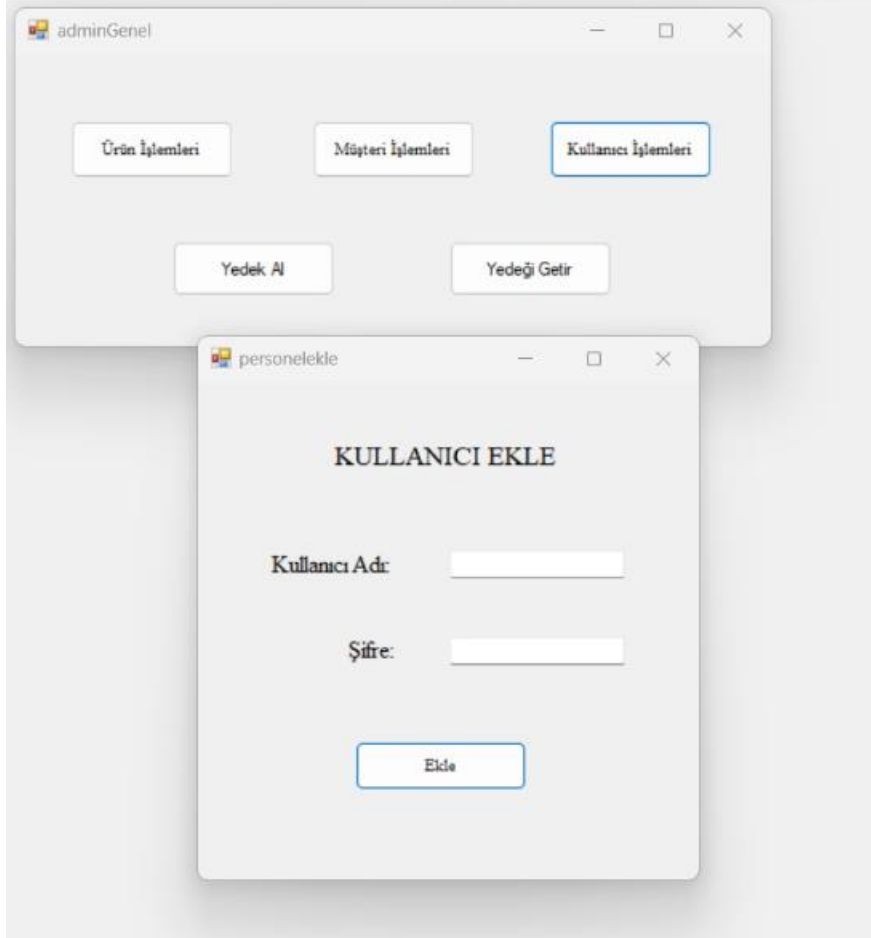 adminGenel
Ürün İşlemleri Müşteri İşlemleri Kullanıcı İşlemleri
Yedek Al Yedeği Getir
personelekle
KULLANICI EKLE
Kullanıcı Adı:
Şifre:
Ekle